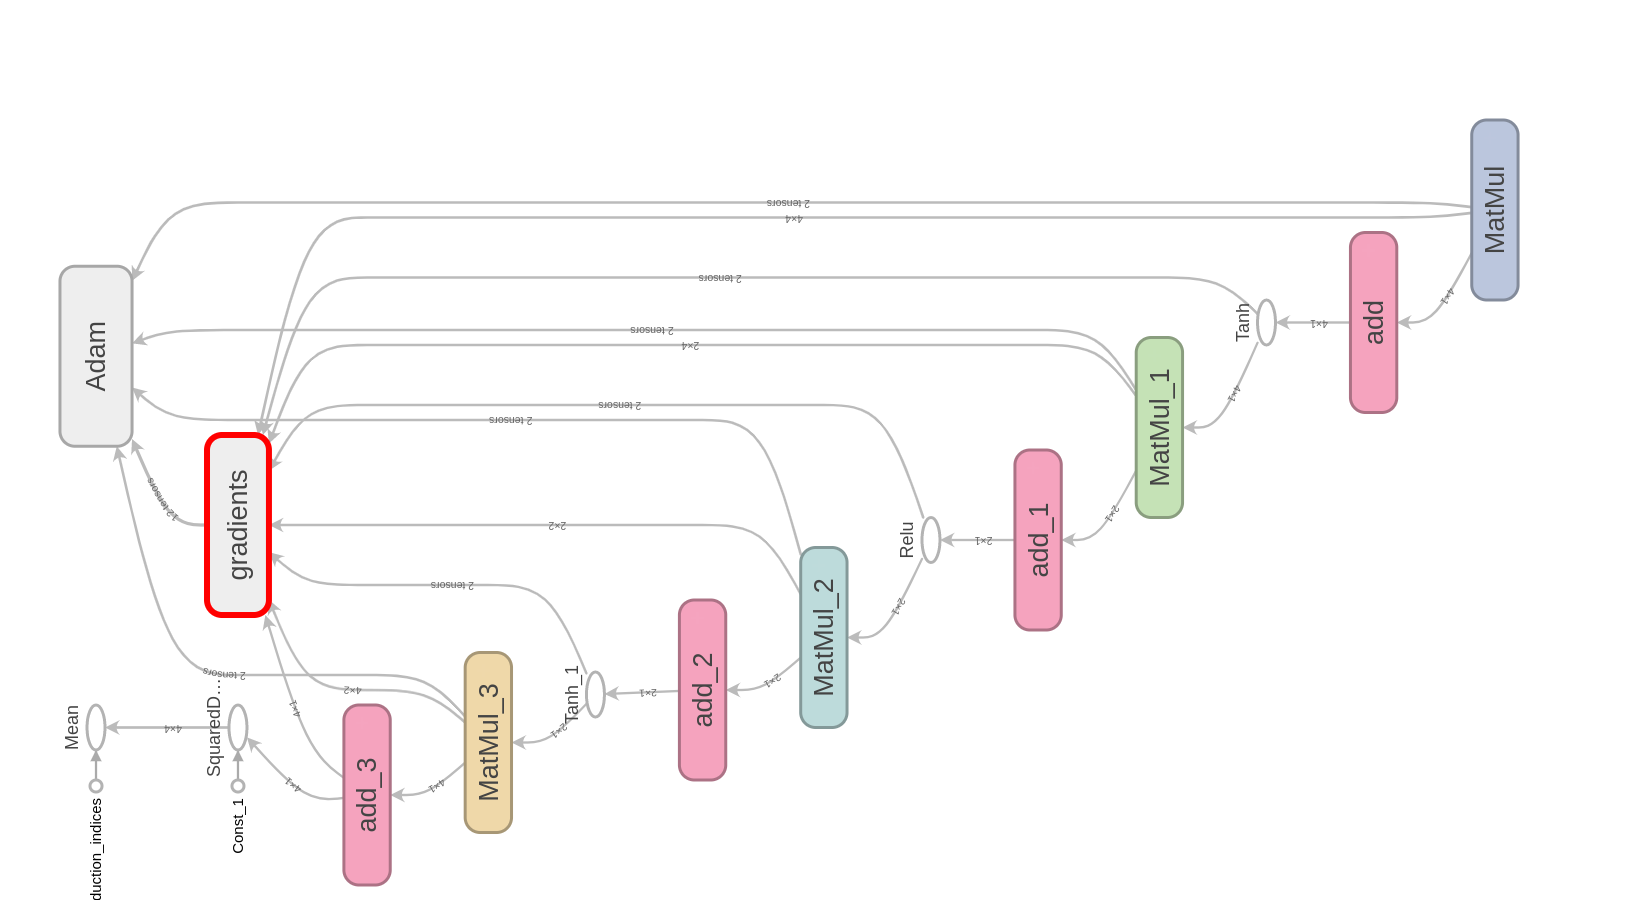 MatMul
2 tensors
4×4
add
4×1
Tanh
4×1
2 tensors
Adam
2 tensors
2×4
MatMul_1
4×1
2 tensors
2 tensors
gradients
12 tensors
add_1
2×1
Relu
2×1
2×2
MatMul_2
2×1
2 tensors
add_2
2×1
Tanh_1
2×1
2×1
2 tensors
4×2
MatMul_3
4×1
4×1
add_3
4×1
SquaredD…
4×4
Mean
Const_1
duction_indices